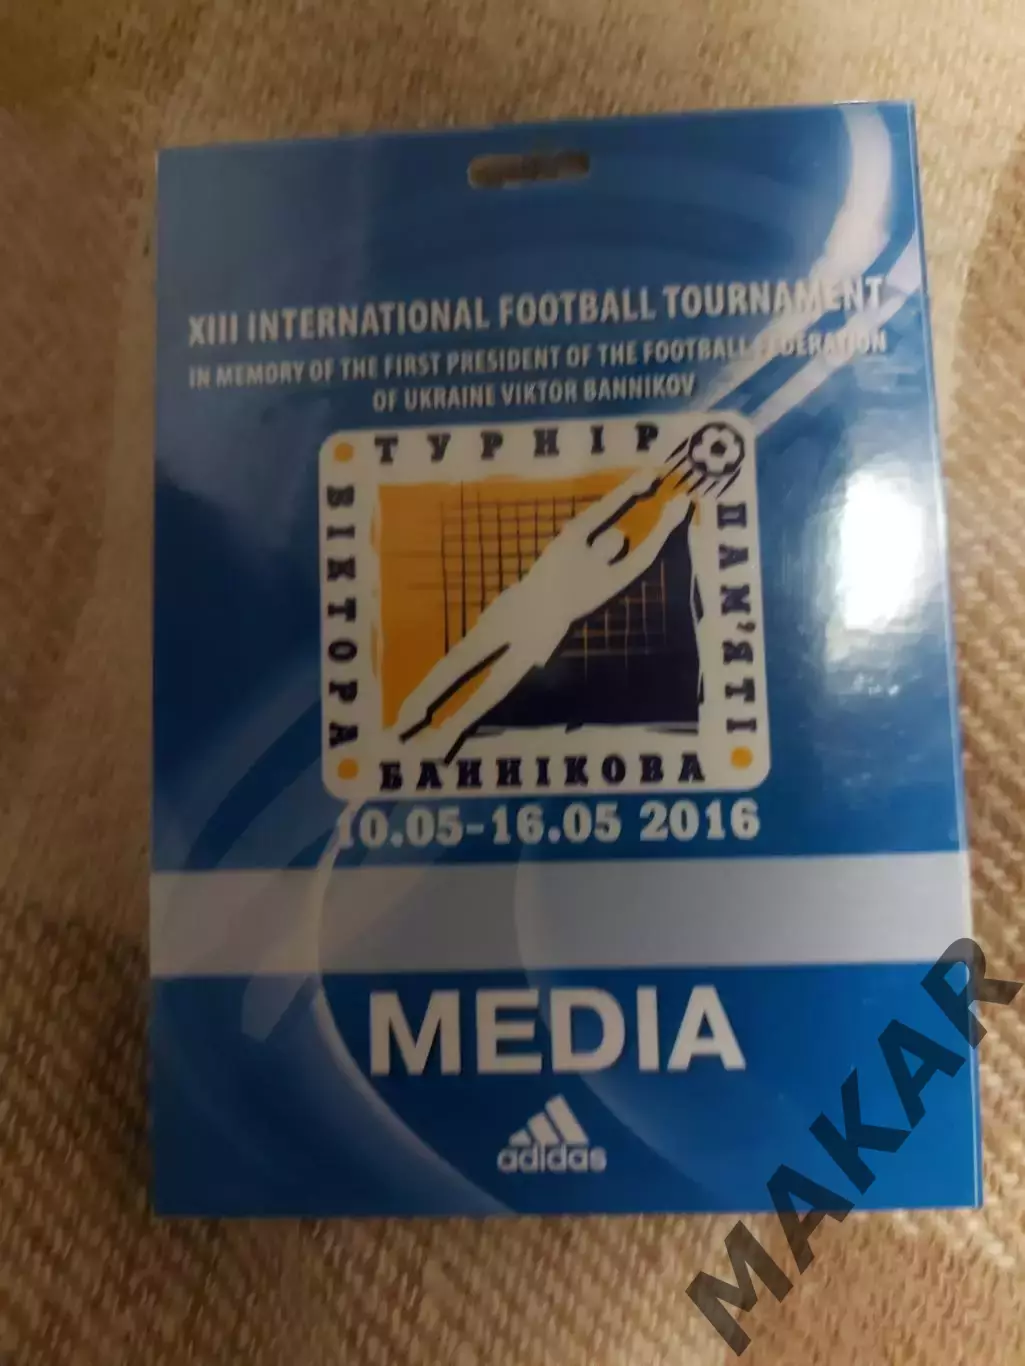 XIII INTERNATIONAL FOOTBALL TOURNAMENT
IN MEMORY OF THE FIRST PRESIDENT OF THE FOOTBALL FEDERATION
OF UKRAINE VIKTOR BANNIKOV
ТУРНІР
ПАМ'ЯТІ
ВІКТОРА
БАННІКОВА
10.05-16.05 2016
MEDIA
adidas
MAKAR